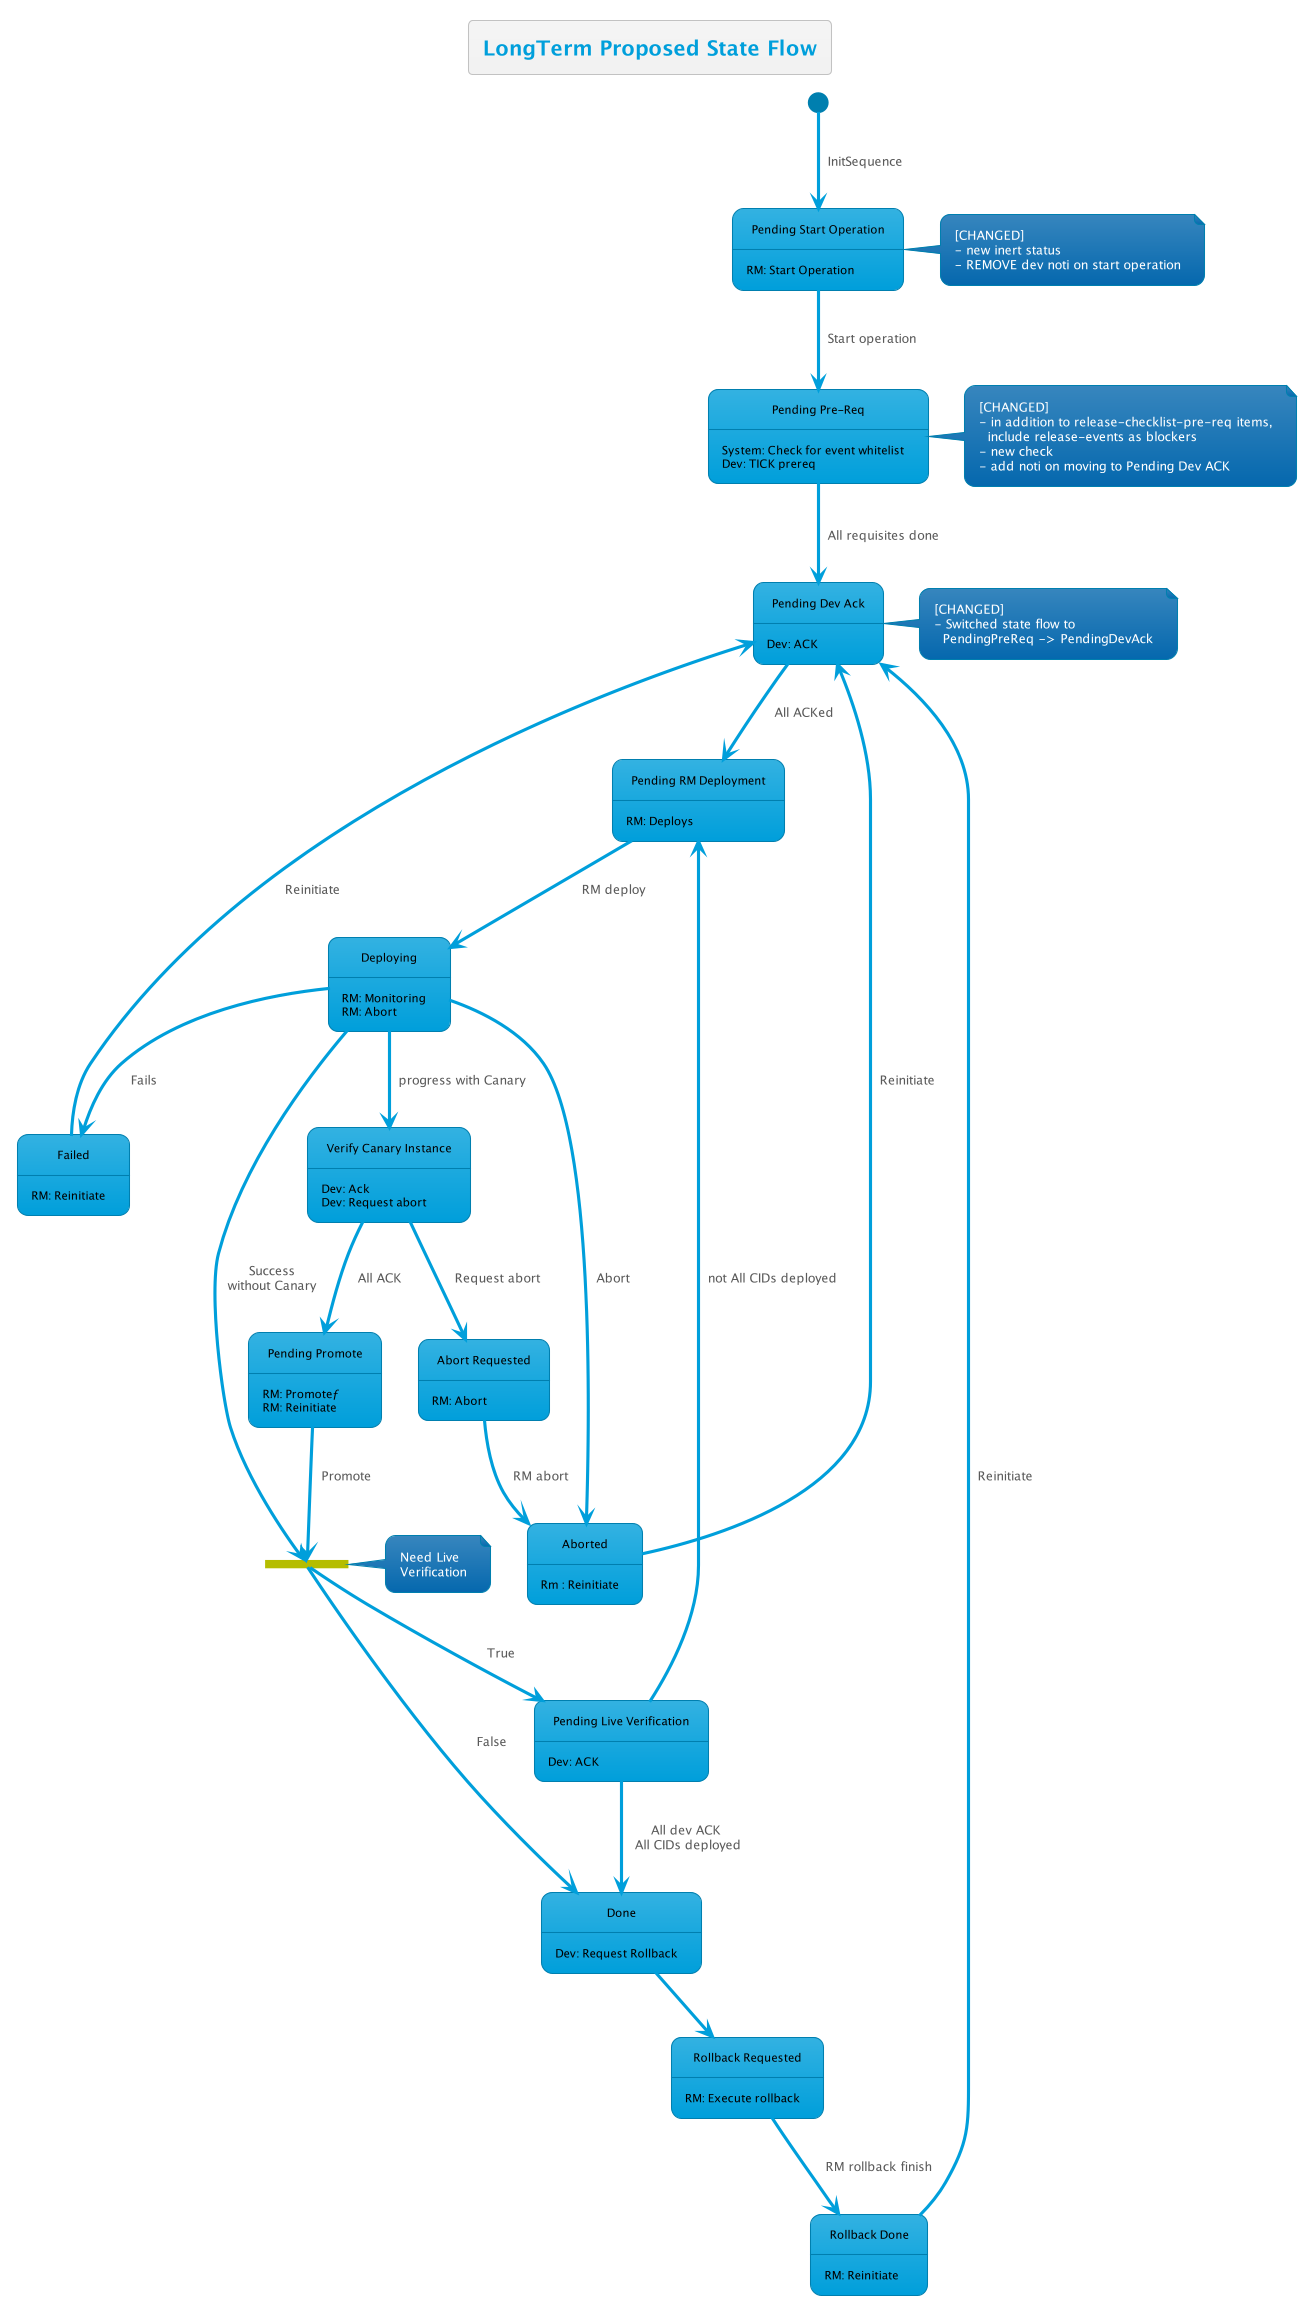 LongTerm Proposed State Flow
InitSequence
Pending Start Operation
RM: Start Operation
[CHANGED]
- new inert status
- REMOVE dev noti on start operation
Start operation
Pending Pre-Req
System: Check for event whitelist
Dev: TICK prereq
[CHANGED]
- in addition to release-checklist-pre-req items,
include release-events as blockers
- new check
- add noti on moving to Pending Dev ACK
All requisites done
Pending Dev Ack
Dev: ACK
[CHANGED]
- Switched state flow to
PendingPreReq -> PendingDevAck
All ACKed
Pending RM Deployment
RM: Deploys
Reinitiate
RM deploy
Deploying
RM: Monitoring
RM: Abort
Fails
progress with Canary
Reinitiate
Failed
RM: Reinitiate
Verify Canary Instance
Dev: Ack
Dev: Request abort
Success
without Canary
All ACK
Request abort
Abort
not All CIDs deployed
Pending Promote
RM: Promoteƒ
RM: Reinitiate
Abort Requested
RM: Abort
Promote
RM abort
Reinitiate
Need Live
Verification
Aborted
Rm : Reinitiate
True
Pending Live Verification
Dev: ACK
False
All dev ACK
All CIDs deployed
Done
Dev: Request Rollback
Rollback Requested
RM: Execute rollback
RM rollback finish
Rollback Done
RM: Reinitiate